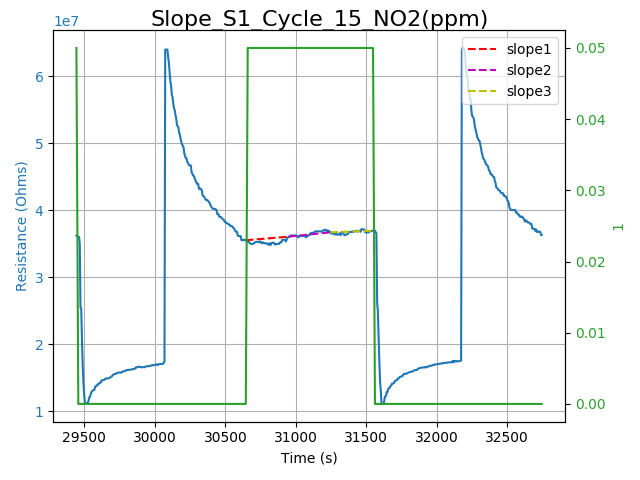 Slope_S1_Cycle_15_NO2(ppm)
1e7
slope1
slope2
slope3
6
5
4
3
2
1
Resistance (Ohms)
0.05
0.04
0.03
0.02
0.01
0.00
1
29500 30000 30500 31000 31500 32000 32500
Time (s)